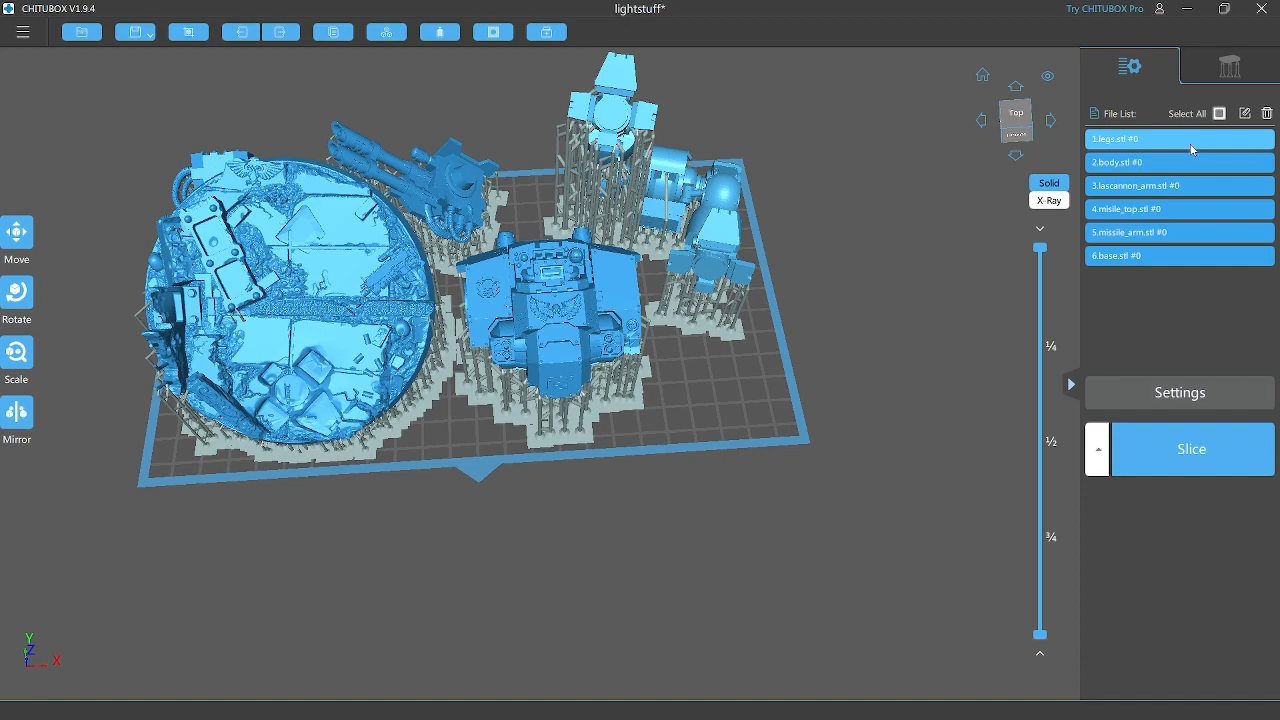 CHITUBOX V1.9.4
lightstuff*
Try CHITUBOX Pro
File List:
Select All
1.legs.stl #0
2.body.stl #0
3.lascannon_arm.stl #0
4.misile_top.stl #0
5.missile_arm.stl #0
6.base.stl #0
Top
Solid
X-Ray
Move
Rotate
Scale
Mirror
¼
½
¾
Settings
Slice
Y
Z
X